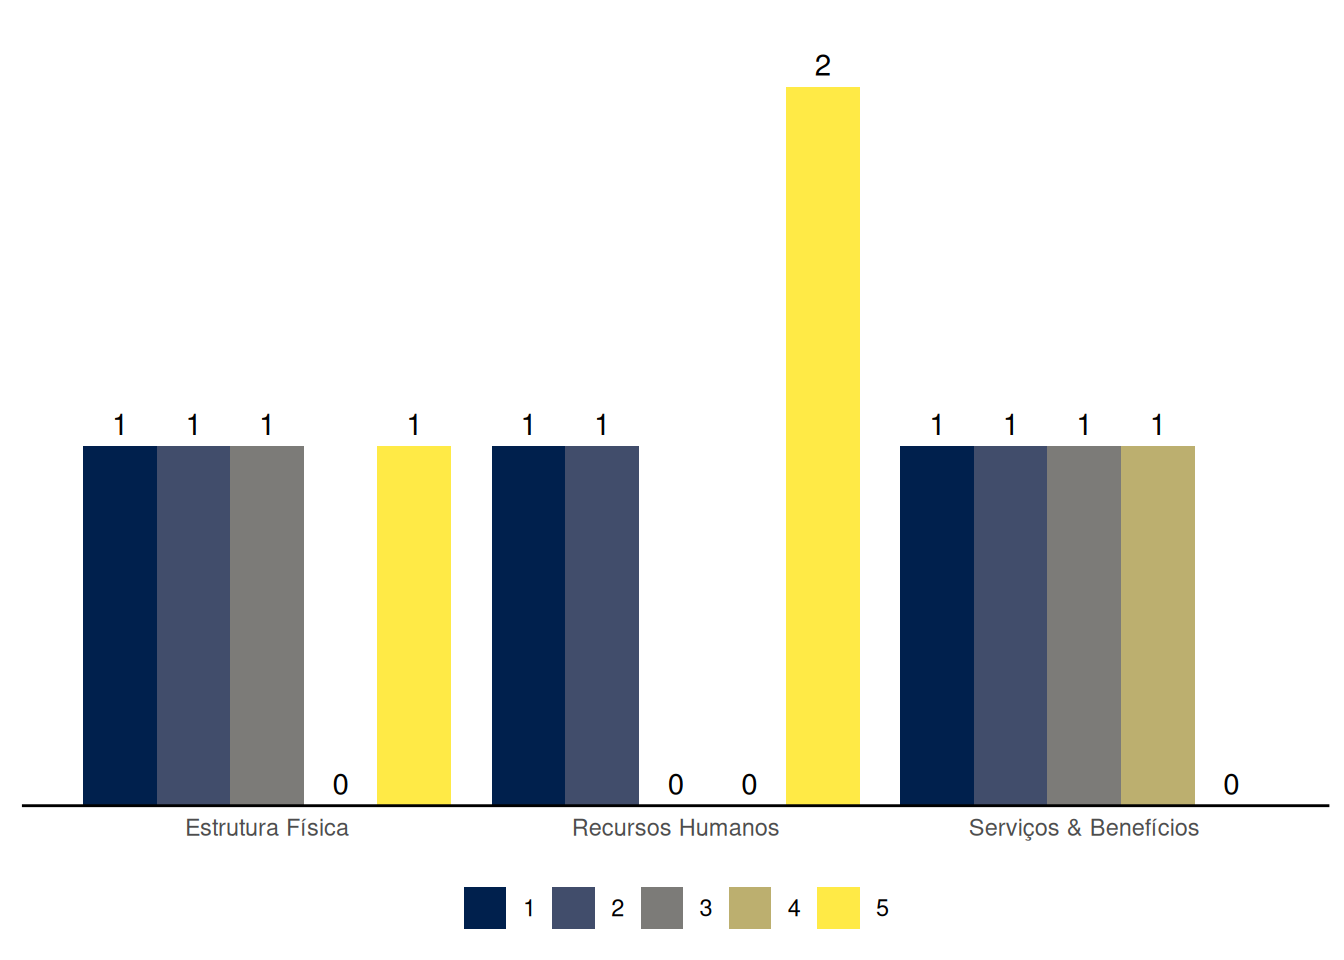 2
1 1 1 1 1 1 1 1 1 1
0 0 0 0
Estrutura Física Recursos Humanos Serviços & Benefícios
1 2 3 4 5